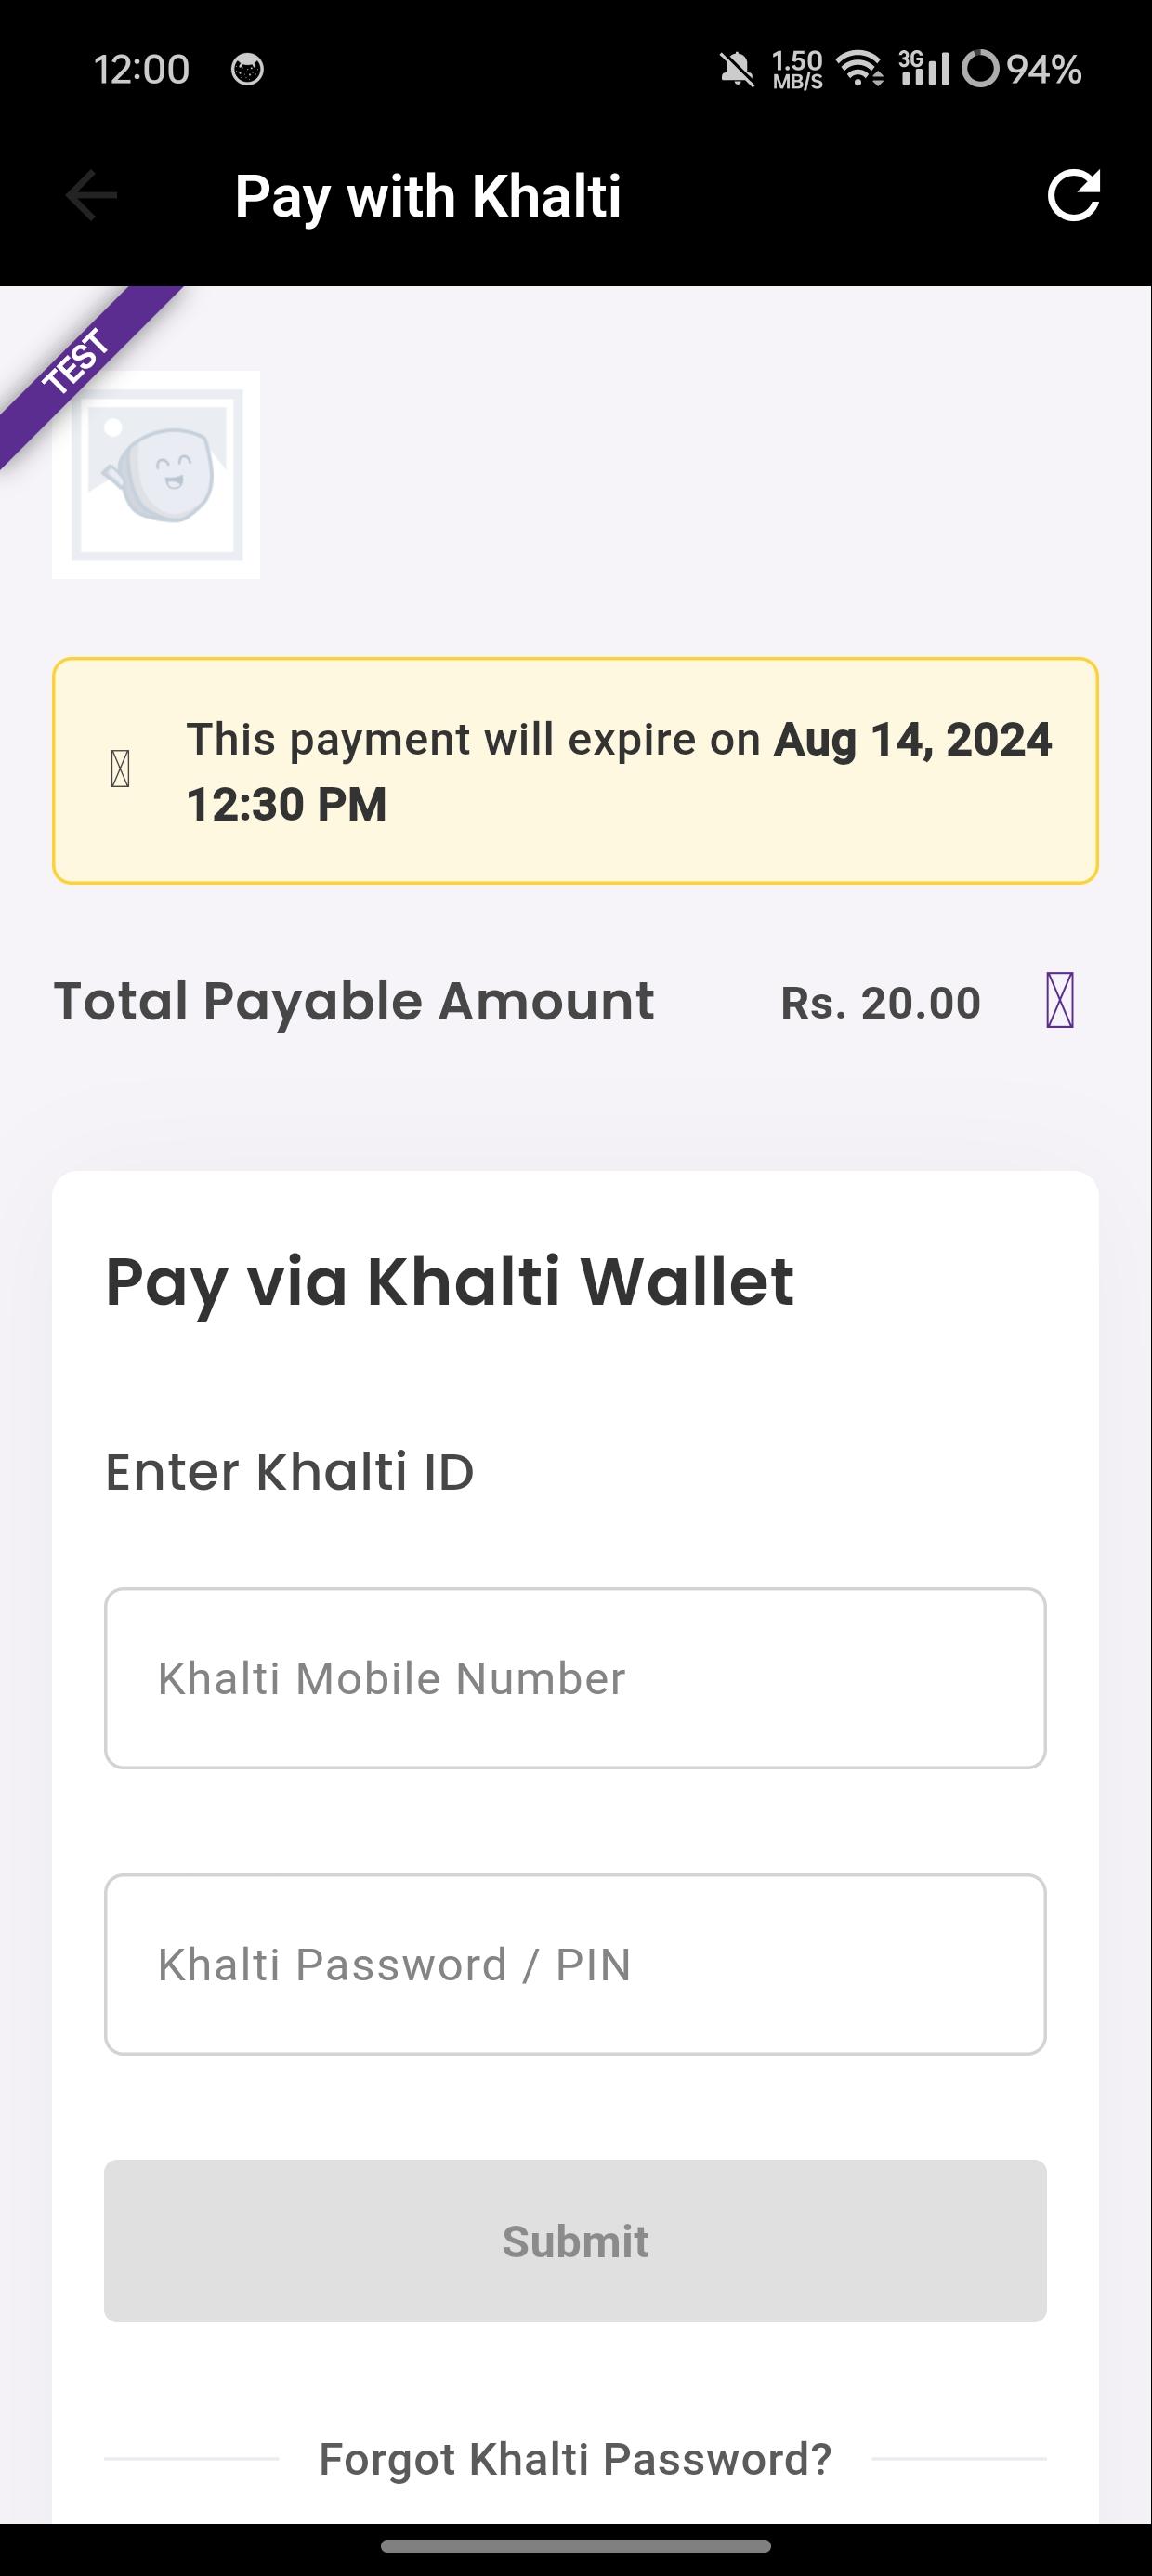 12:00
1.50
MB/S
3G
94%
Pay with Khalti
TEST
This payment will expire on Aug 14, 2024
12:30 PM
Total Payable Amount Rs. 20.00
Pay via Khalti Wallet
Enter Khalti ID
Khalti Mobile Number
Khalti Password / PIN
Submit
Forgot Khalti Password?